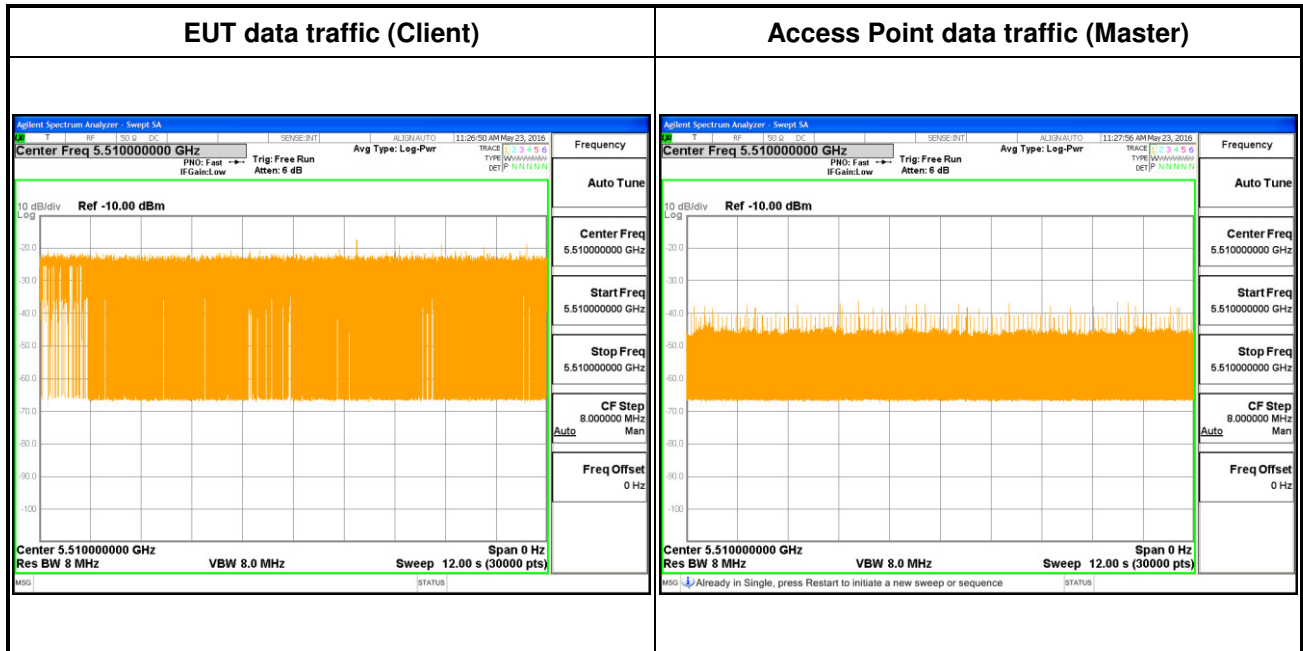 EUT data traffic (Client)
Access Point data traffic (Master)
Agilent Spectrum Analyzer - Swept SA
T RF 50 Ω DC SENSE:INT ALIGNAUTO 11:26:50 AM May 23, 2016
Center Freq 5.510000000 GHz
PNO: Fast
IFGain:Low
Trig: Free Run
Atten: 6 dB
Avg Type: Log-Pwr
TRACE 1 2 3 4 5 6
TYPE W
DET P N N N N N
Frequency
Auto Tune
10 dB/div Ref -10.00 dBm
Log
-20.0
-30.0
-40.0
-50.0
-60.0
-70.0
-80.0
-90.0
-100
Center Freq
5.510000000 GHz
Start Freq
5.510000000 GHz
Stop Freq
5.510000000 GHz
CF Step
8.000000 MHz
Auto Man
Freq Offset
0 Hz
Center 5.510000000 GHz Span 0 Hz
Res BW 8 MHz VBW 8.0 MHz Sweep 12.00 s (30000 pts)
MSG STATUS
Agilent Spectrum Analyzer - Swept SA
T RF 50 Ω DC SENSE:INT ALIGNAUTO 11:27:56 AM May 23, 2016
Center Freq 5.510000000 GHz
PNO: Fast
IFGain:Low
Trig: Free Run
Atten: 6 dB
Avg Type: Log-Pwr
TRACE 1 2 3 4 5 6
TYPE W
DET P N N N N N
Frequency
Auto Tune
10 dB/div Ref -10.00 dBm
Log
-20.0
-30.0
-40.0
-50.0
-60.0
-70.0
-80.0
-90.0
-100
Center Freq
5.510000000 GHz
Start Freq
5.510000000 GHz
Stop Freq
5.510000000 GHz
CF Step
8.000000 MHz
Auto Man
Freq Offset
0 Hz
Center 5.510000000 GHz Span 0 Hz
Res BW 8 MHz VBW 8.0 MHz Sweep 12.00 s (30000 pts)
MSG Already in Single, press Restart to initiate a new sweep or sequence STATUS